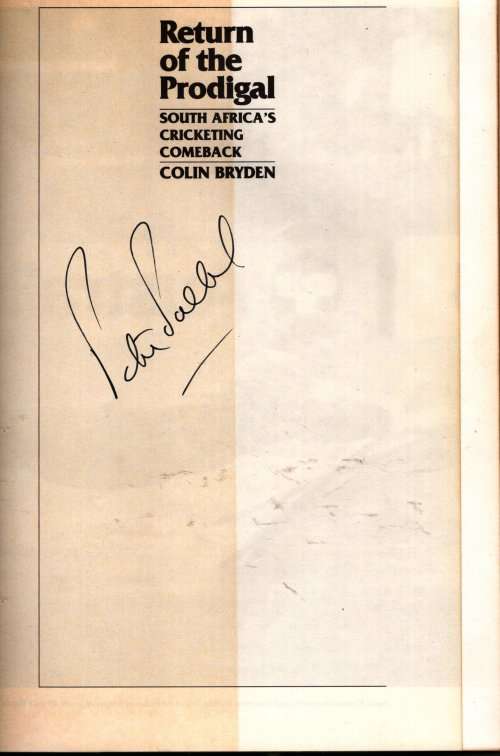 Return
of the
Prodigal
SOUTH AFRICA'S
CRICKETING
COMEBACK
COLIN BRYDEN